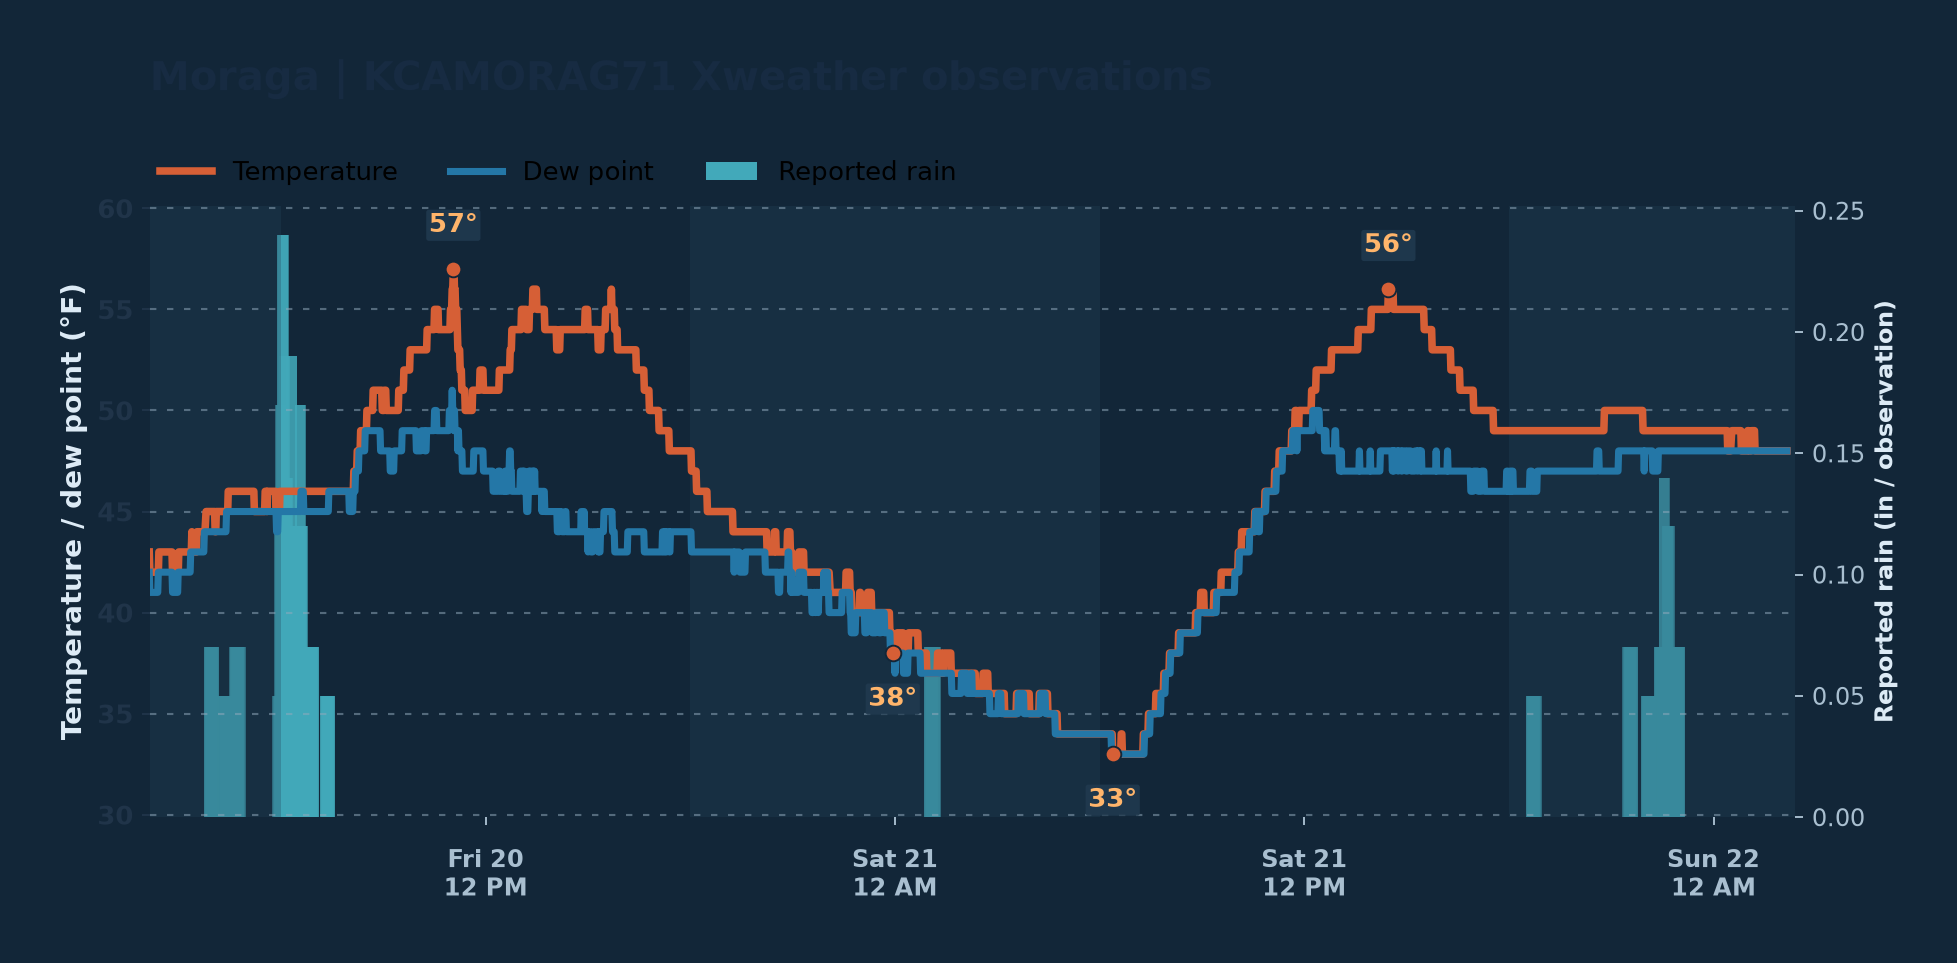 Moraga | KCAMORAG71 Xweather observations
Temperature
Dew point
Reported rain
Temperature / dew point (°F)
60
55
50
45
40
35
30
57°
38°
33°
56°
0.25
0.20
0.15
0.10
0.05
0.00
Reported rain (in / observation)
Fri 20
12 PM
Sat 21
12 AM
Sat 21
12 PM
Sun 22
12 AM